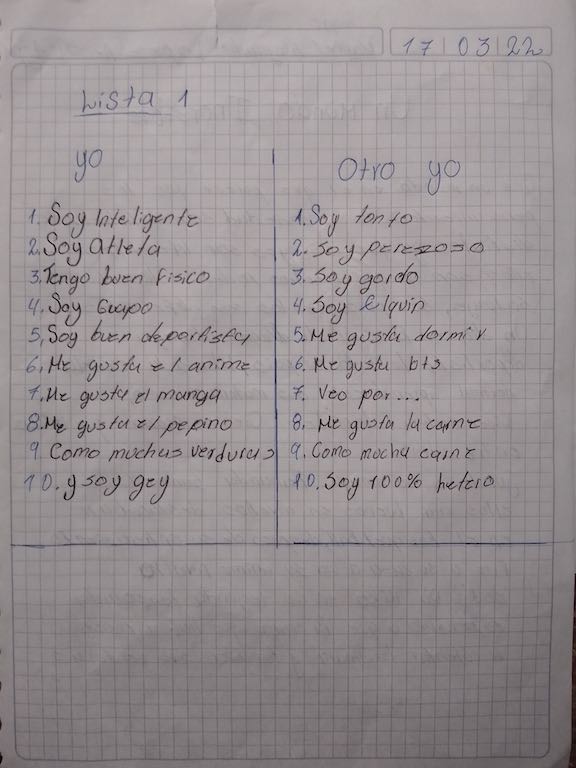 17 | 03 | 22
Lista 1
yo
1. Soy Inteligente
2. Soy Atleta
3. Tengo buen fisico
4. Soy Guapo
5. Soy buen deportista
6. Me gusta el anime
7. Me gusta el manga
8. Me gusta el pepino
9. Como muchas verduras
10. y soy gey
Otro yo
1. Soy tonto
2. Soy perezoso
3. Soy gordo
4. Soy Elquin
5. Me gusta dormir
6. Me gusta bts
7. Veo por...
8. Me gusta la carne
9. Como mucha carne
10. Soy 100% hetero